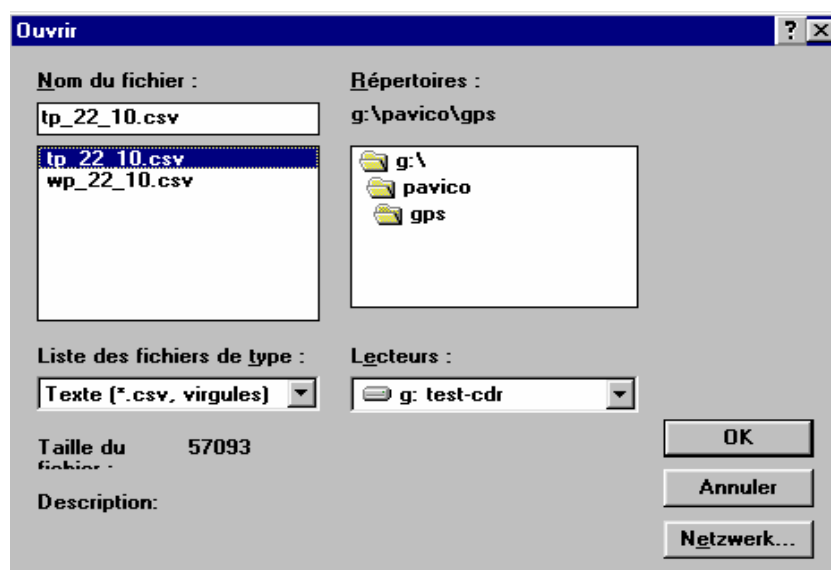 Ouvrir
Nom du fichier :
tp_22_10.csv
tp_22_10.csv
wp_22_10.csv
Répertoires :
g:\pavico\gps
g:\
pavico
gps
Liste des fichiers de type :
Texte (*.csv, virgules)
Lecteurs :
g: test-cdr
Taille du fichier : 57093
Description:
OK
Annuler
Netzwerk...